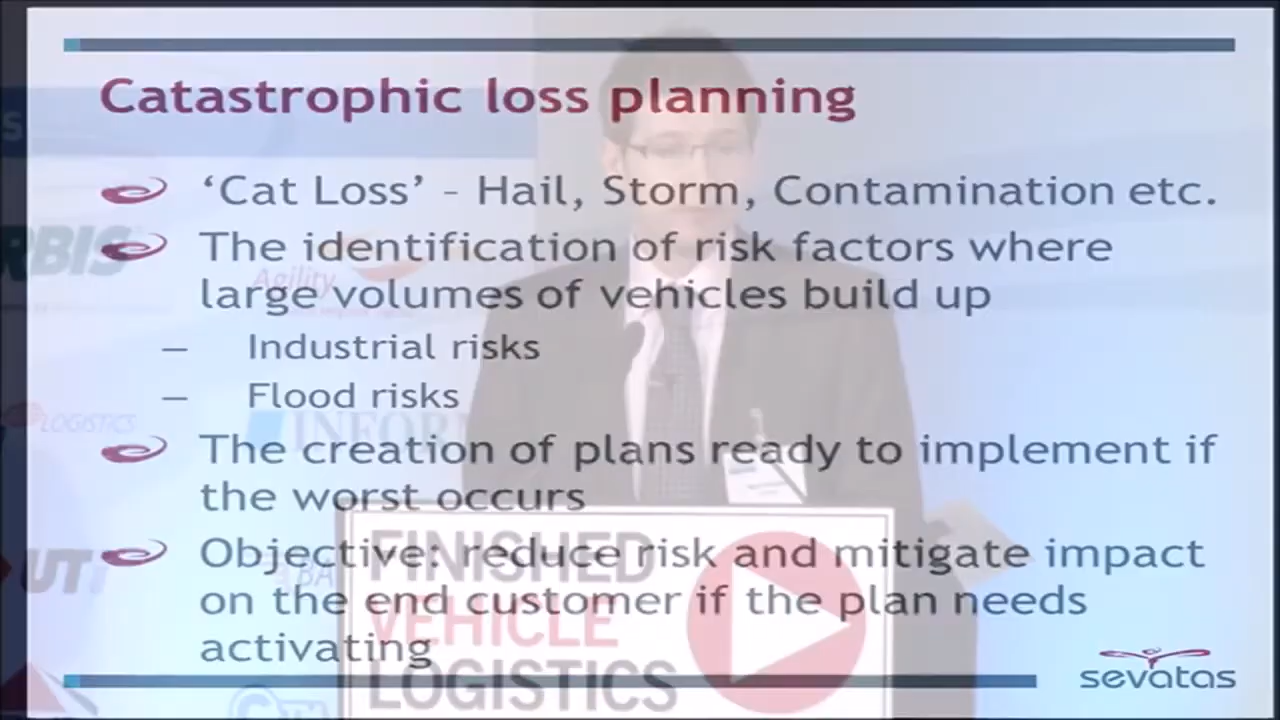 Catastrophic loss planning
‘Cat Loss’ – Hail, Storm, Contamination etc.
The identification of risk factors where
large volumes of vehicles build up
– Industrial risks
– Flood risks
The creation of plans ready to implement if
the worst occurs
Objective: reduce risk and mitigate impact
on the end customer if the plan needs
activating
sevatas
Agility
LOGISTICS
FINISHED
VEHICLE
LOGISTICS